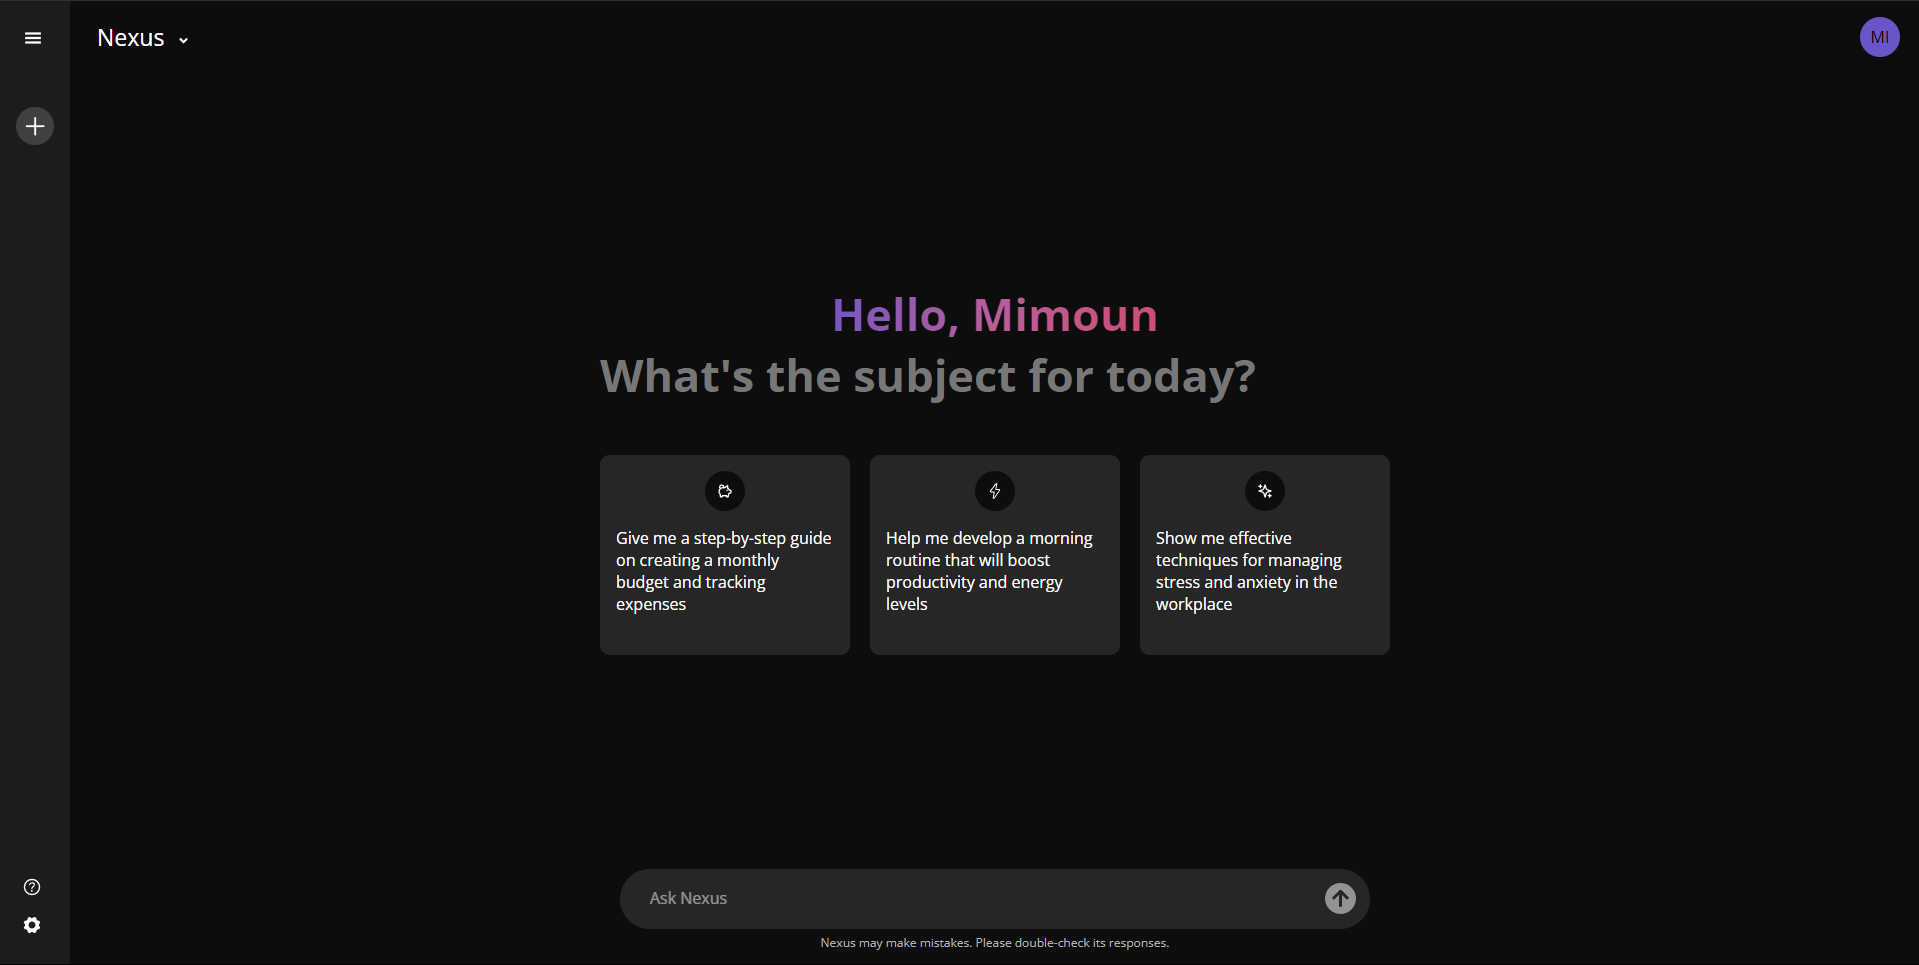 Nexus
MI
Hello, Mimoun
What's the subject for today?
Give me a step-by-step guide
on creating a monthly
budget and tracking
expenses
Help me develop a morning
routine that will boost
productivity and energy
levels
Show me effective
techniques for managing
stress and anxiety in the
workplace
Ask Nexus
Nexus may make mistakes. Please double-check its responses.